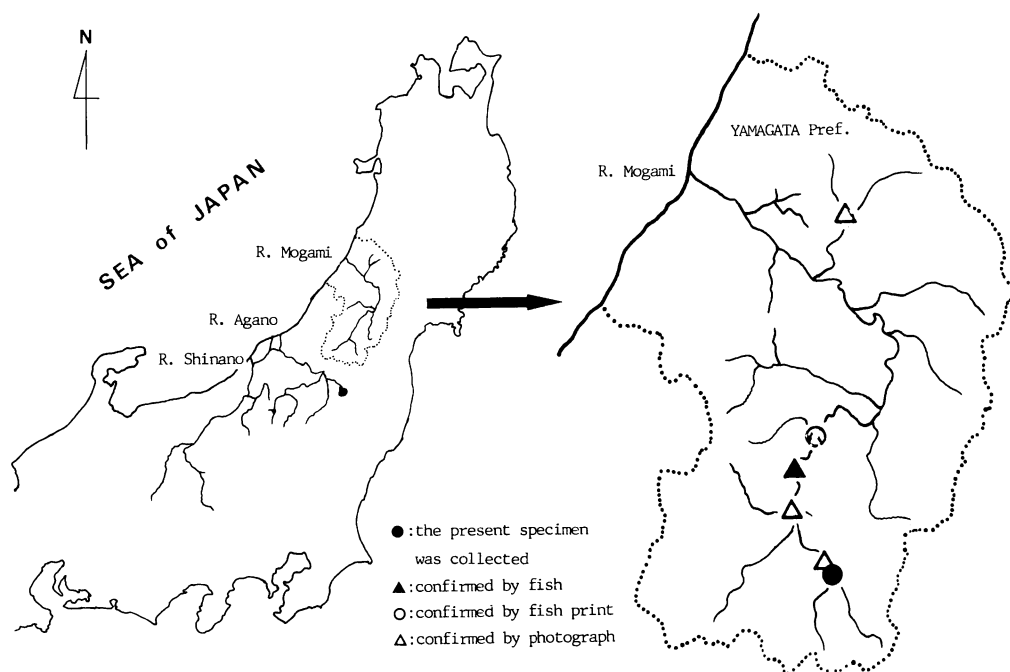 N
SEA of JAPAN
R. Mogami
R. Agano
R. Shinano
YAMAGATA Pref.
R. Mogami
:the present specimen
was collected
:confirmed by fish
:confirmed by fish print
:confirmed by photograph